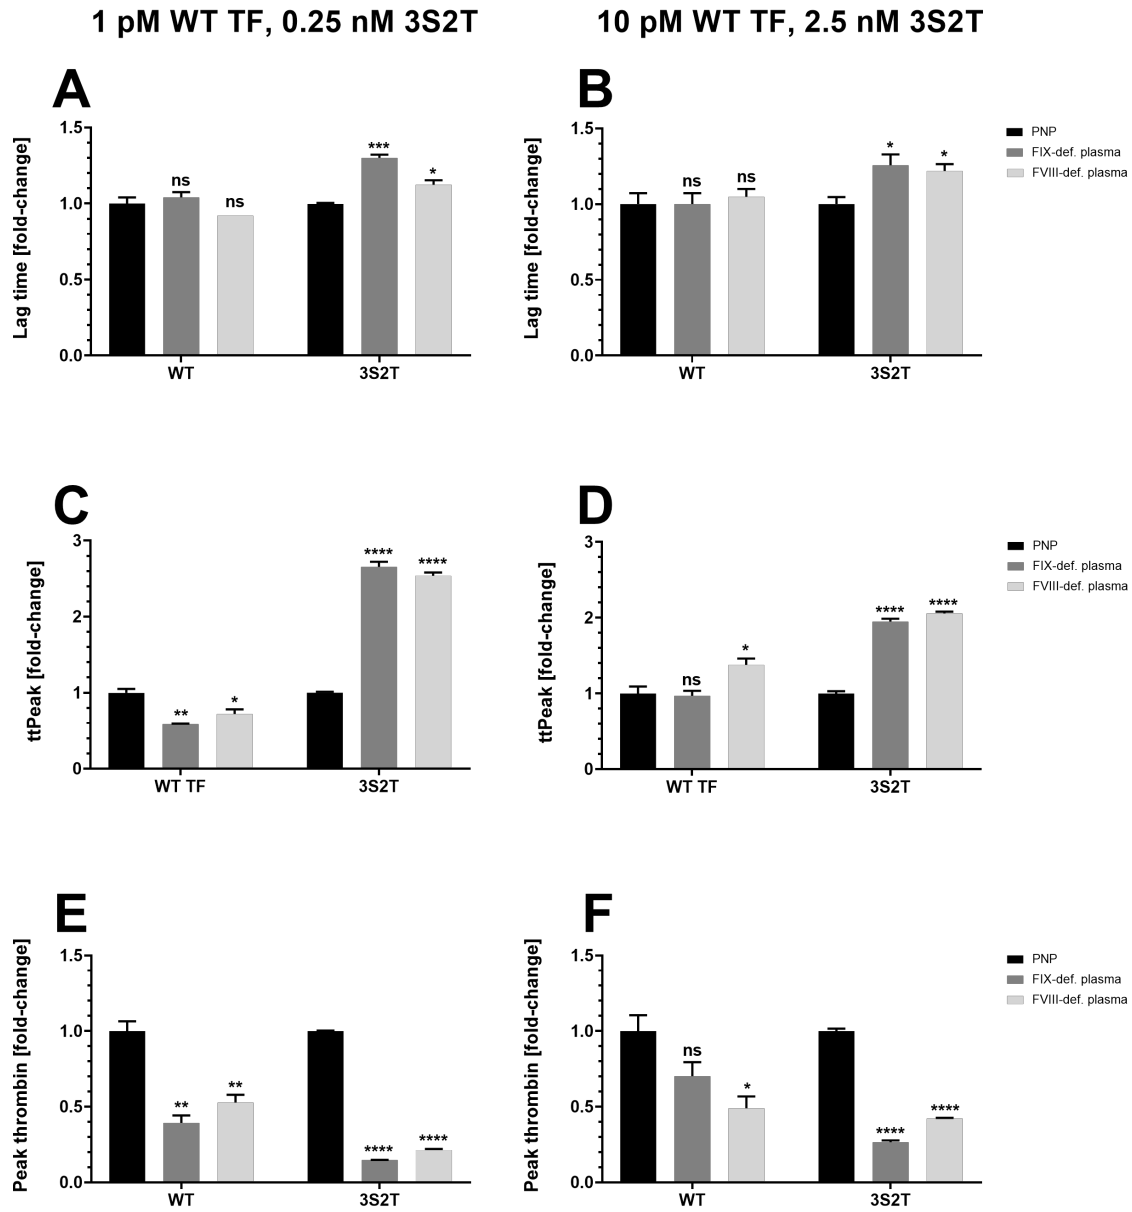 1 pM WT TF, 0.25 nM 3S2T
10 pM WT TF, 2.5 nM 3S2T
A
Lag time [fold-change]
1.5
1.0
0.5
0.0
ns
ns
***
*
WT
3S2T
B
Lag time [fold-change]
1.5
1.0
0.5
0.0
ns
ns
*
*
WT
3S2T
PNP
FIX-def. plasma
FVIII-def. plasma
C
ttPeak [fold-change]
3
2
1
0
**
*
****
****
WT TF
3S2T
D
ttPeak [fold-change]
3
2
1
0
ns
*
****
****
WT TF
3S2T
PNP
FIX-def. plasma
FVIII-def. plasma
E
Peak thrombin [fold-change]
1.5
1.0
0.5
0.0
**
**
****
****
WT
3S2T
F
Peak thrombin [fold-change]
1.5
1.0
0.5
0.0
ns
*
****
****
WT
3S2T
PNP
FIX-def. plasma
FVIII-def. plasma